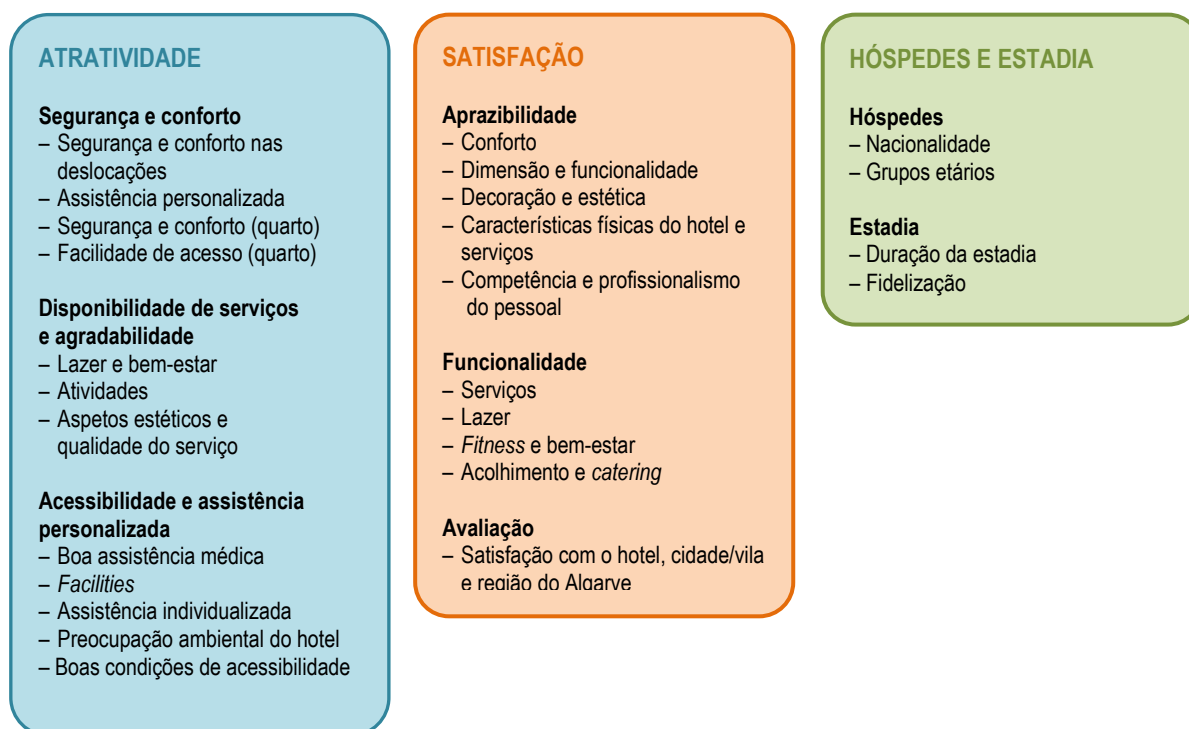 ATRATIVIDADE
Segurança e conforto
– Segurança e conforto nas
deslocações
– Assistência personalizada
– Segurança e conforto (quarto)
– Facilidade de acesso (quarto)
Disponibilidade de serviços
e agradabilidade
– Lazer e bem-estar
– Atividades
– Aspetos estéticos e
qualidade do serviço
Acessibilidade e assistência
personalizada
– Boa assistência médica
– Facilities
– Assistência individualizada
– Preocupação ambiental do hotel
– Boas condições de acessibilidade
SATISFAÇÃO
Aprazibilidade
– Conforto
– Dimensão e funcionalidade
– Decoração e estética
– Características físicas do hotel e
serviços
– Competência e profissionalismo
do pessoal
Funcionalidade
– Serviços
– Lazer
– Fitness e bem-estar
– Acolhimento e catering
Avaliação
– Satisfação com o hotel, cidade/vila
e região do Algarve
HÓSPEDES E ESTADIA
Hóspedes
– Nacionalidade
– Grupos etários
Estadia
– Duração da estadia
– Fidelização